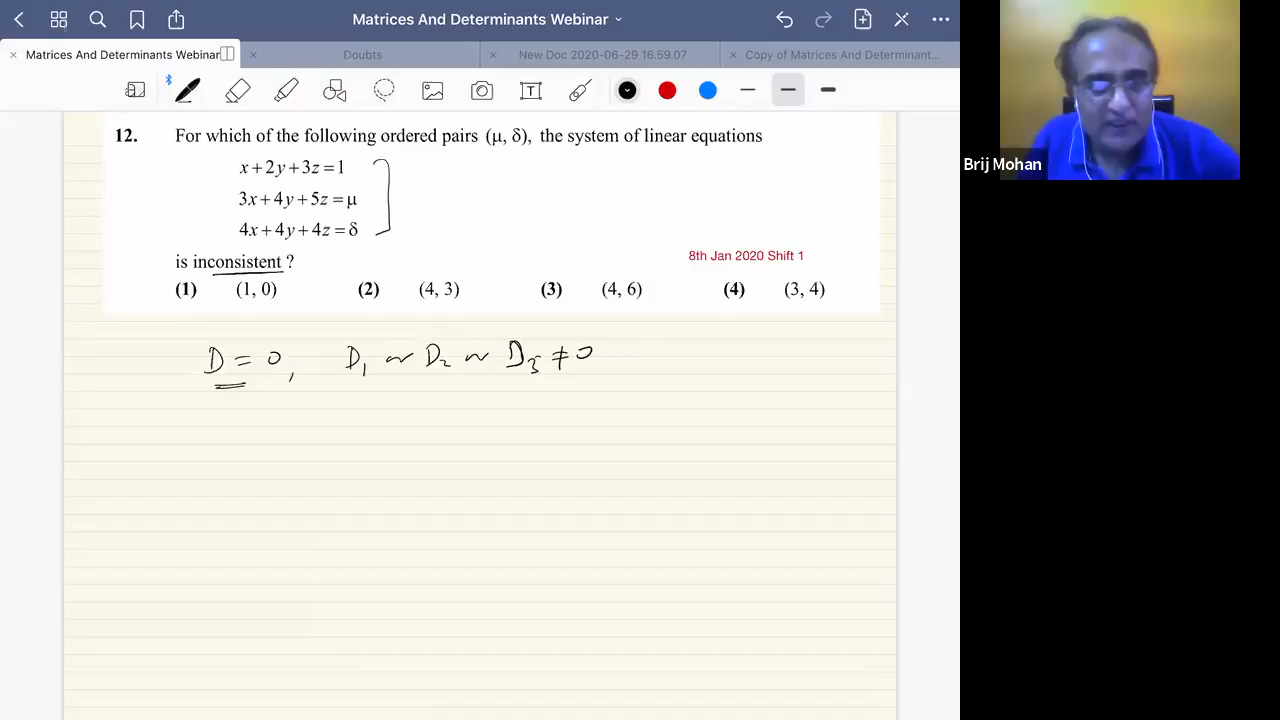 Matrices And Determinants Webinar
Matrices And Determinants Webinar
Doubts
New Doc 2020-06-29 16.59.07
Copy of Matrices And Determinant...
T
12. For which of the following ordered pairs (μ, δ), the system of linear equations
x + 2y + 3z = 1
3x + 4y + 5z = μ
4x + 4y + 4z = δ
is inconsistent ?
8th Jan 2020 Shift 1
(1) (1, 0) (2) (4, 3) (3) (4, 6) (4) (3, 4)
D = 0, D₁ ~ D₂ ~ D₃ ≠ 0
Brij Mohan